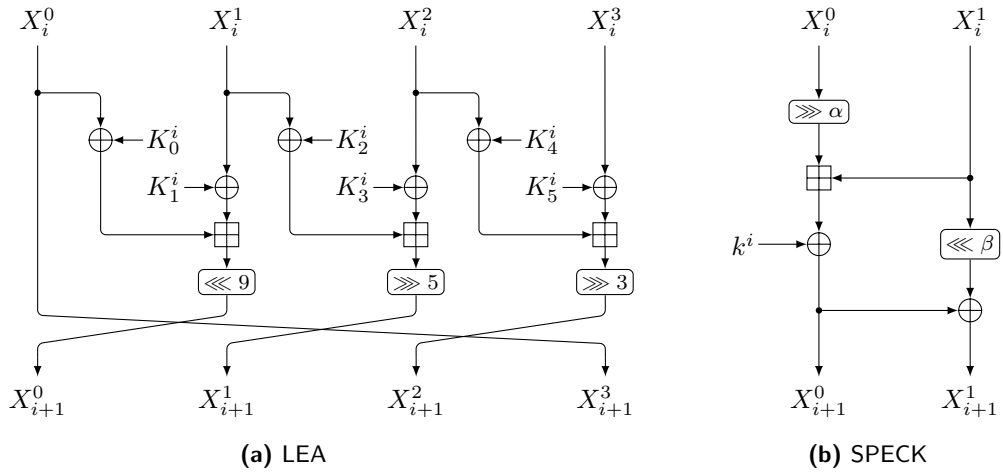 X_i^0 X_i^1 X_i^2 X_i^3 X_i^0 X_i^1
⋙ α
K_0^i K_2^i K_4^i
K_1^i K_3^i K_5^i
k^i ⋘ β
⋘ 9 ⋙ 5 ⋙ 3
X_{i+1}^0 X_{i+1}^1 X_{i+1}^2 X_{i+1}^3 X_{i+1}^0 X_{i+1}^1
(a) LEA (b) SPECK